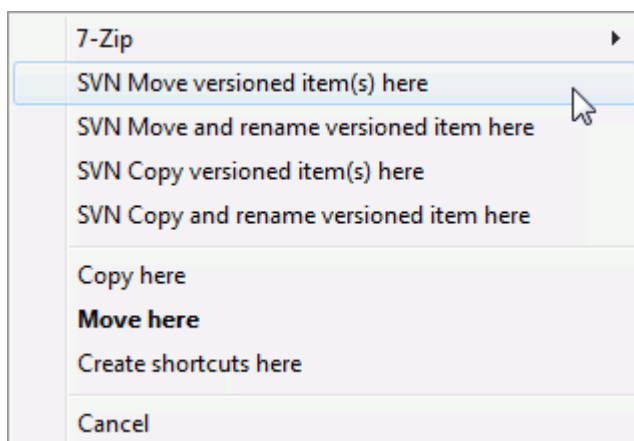 7-Zip
SVN Move versioned item(s) here
SVN Move and rename versioned item here
SVN Copy versioned item(s) here
SVN Copy and rename versioned item here
Copy here
Move here
Create shortcuts here
Cancel